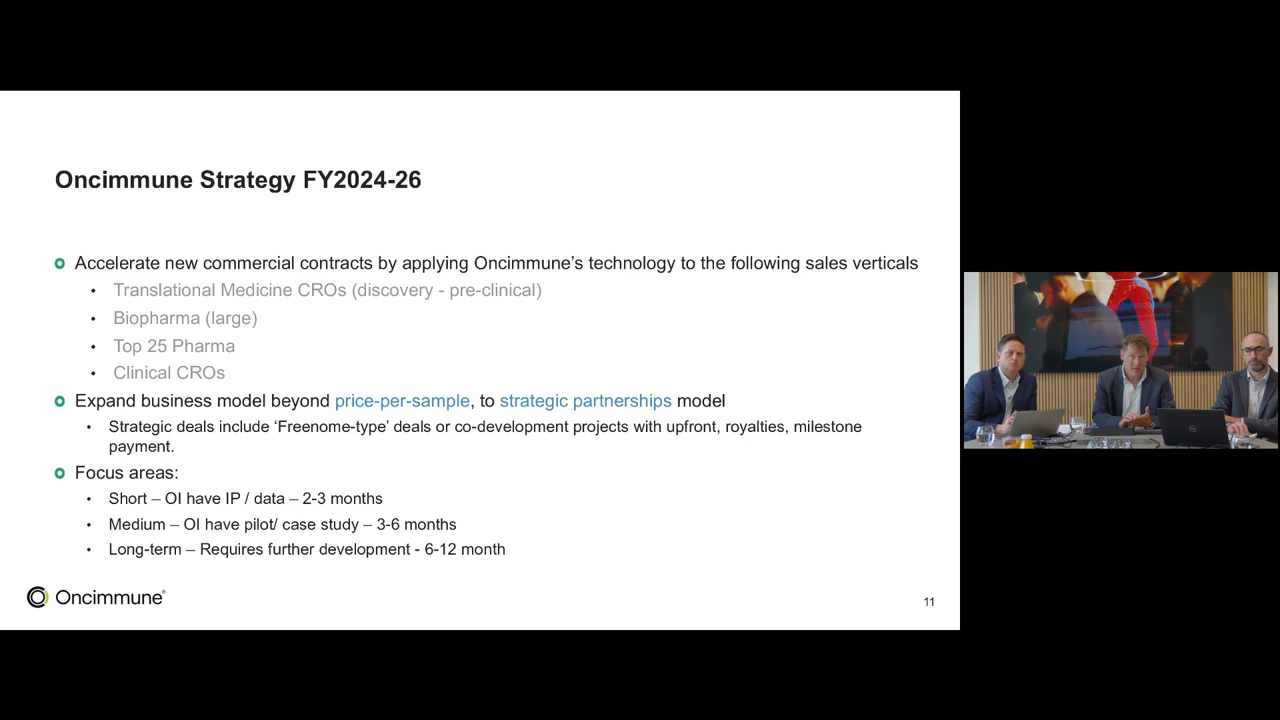 Oncimmune Strategy FY2024-26
Accelerate new commercial contracts by applying Oncimmune’s technology to the following sales verticals
Translational Medicine CROs (discovery - pre-clinical)
Biopharma (large)
Top 25 Pharma
Clinical CROs
Expand business model beyond price-per-sample, to strategic partnerships model
Strategic deals include ‘Freenome-type’ deals or co-development projects with upfront, royalties, milestone
payment.
Focus areas:
Short – OI have IP / data – 2-3 months
Medium – OI have pilot/ case study – 3-6 months
Long-term – Requires further development - 6-12 month
Oncimmune®
11